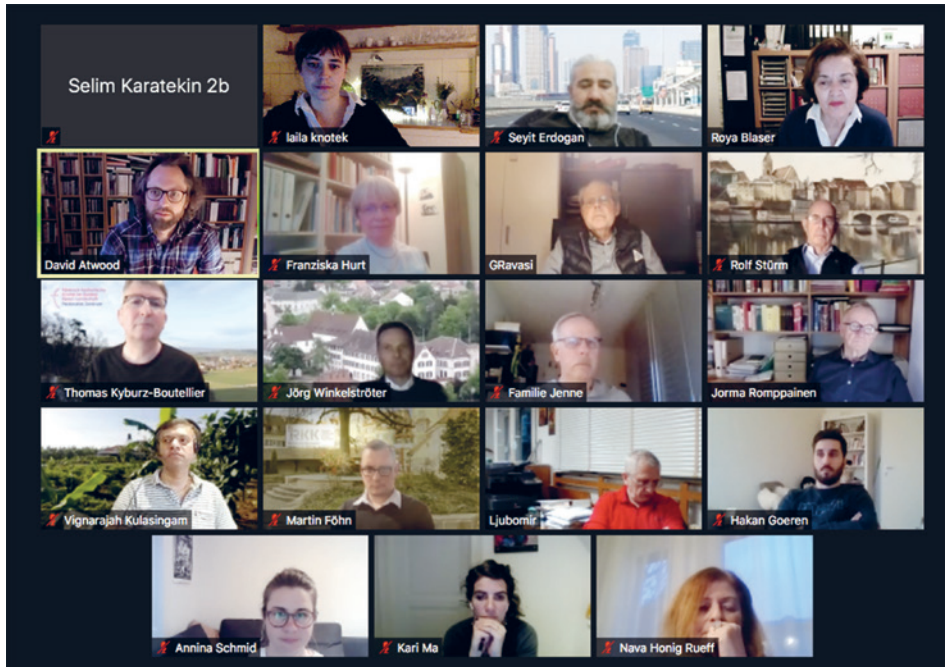 Selim Karatekin 2b
laila knotek
Seyit Erdogan
Roya Blaser
David Atwood
Franziska Hurt
GRavasi
Rolf Stürm
Thomas Kyburz-Boutellier
Jörg Winkelströter
Familie Jenne
Jorma Romppainen
RKK
Vignarajah Kulasingam
Martin Föhn
Ljubomir
Hakan Goeren
Annina Schmid
Kari Ma
Nava Honig Rueff